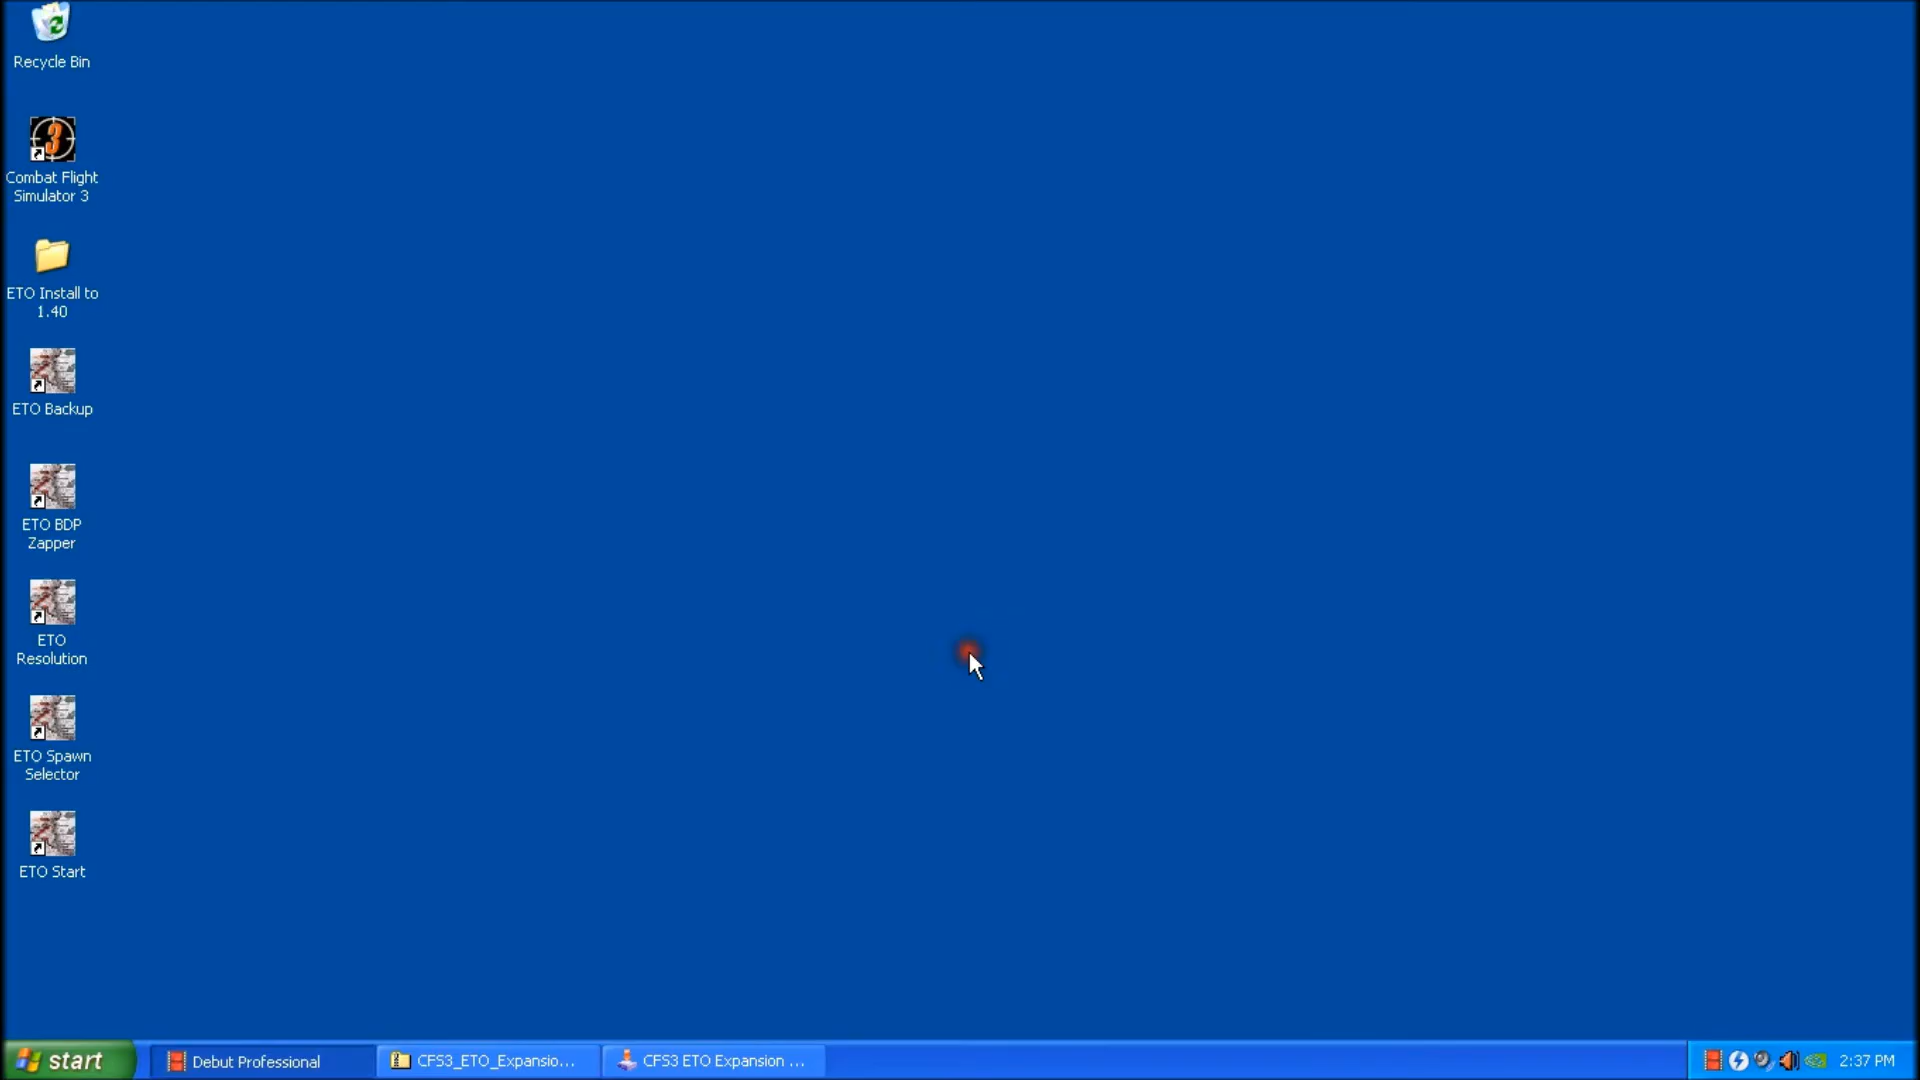 Recycle Bin
3
Combat Flight
Simulator 3
ETO Install to
1.40
ETO Backup
ETO BDP
Zapper
ETO
Resolution
ETO Spawn
Selector
ETO Start
start
Debut Professional
CFS3_ETO_Expansio...
CFS3 ETO Expansion ...
2:37 PM